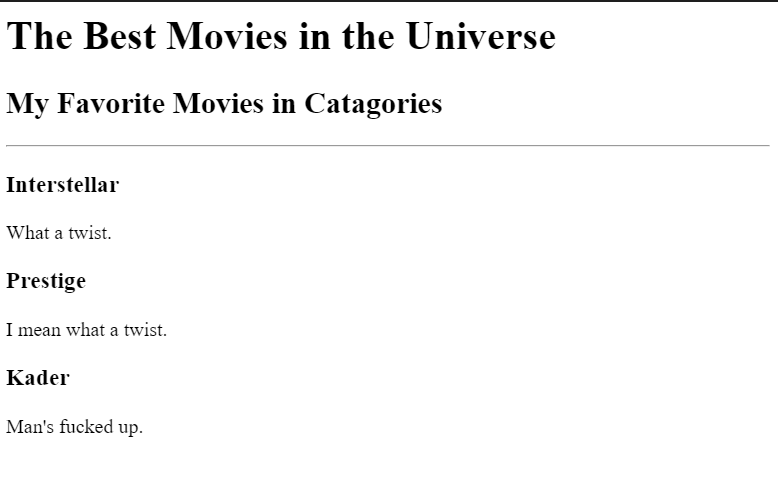 The Best Movies in the Universe
My Favorite Movies in Catagories
Interstellar
What a twist.
Prestige
I mean what a twist.
Kader
Man's fucked up.